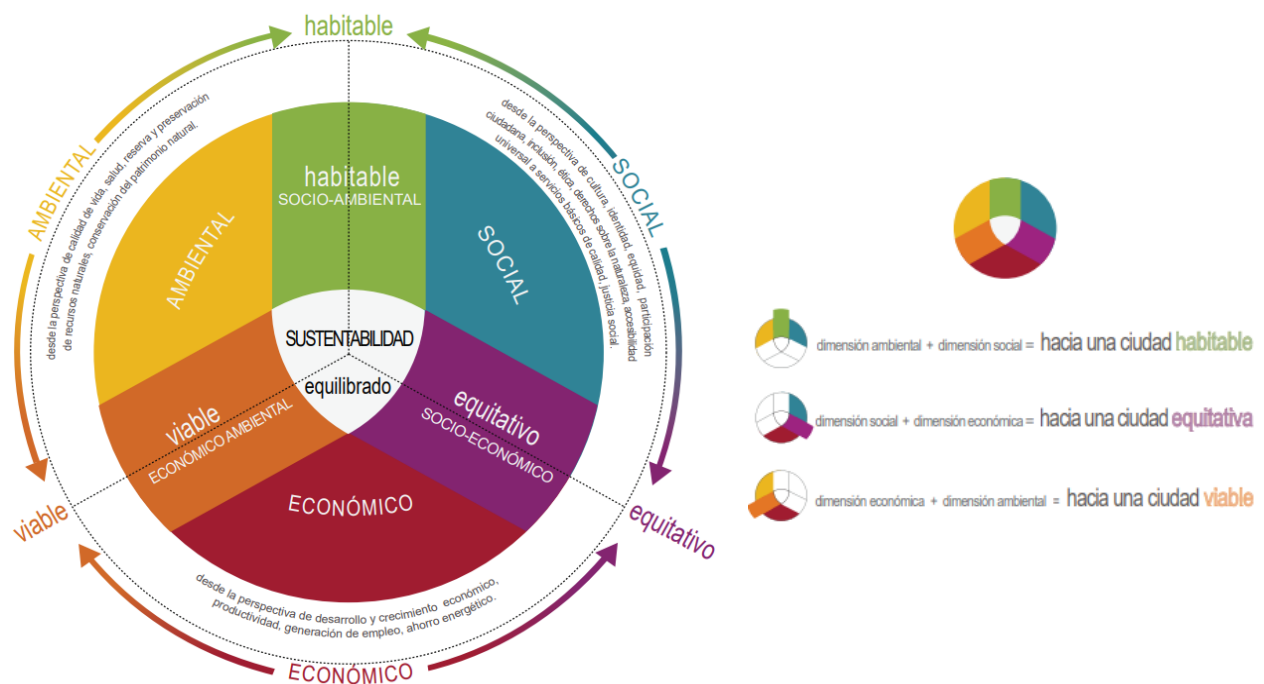 habitable
AMBIENTAL
desde la perspectiva de calidad de vida, salud, reserva y preservación
de recursos naturales, conservación del patrimonio natural.
SOCIAL
desde la perspectiva de cultura, identidad, equidad, participación
ciudadana, inclusión, ética, derechos sobre la naturaleza, accesibilidad
universal a servicios básicos de calidad, justicia social.
habitable
SOCIO-AMBIENTAL
AMBIENTAL
SOCIAL
SUSTENTABILIDAD
equilibrado
viable
ECONÓMICO AMBIENTAL
equitativo
SOCIO-ECONÓMICO
ECONÓMICO
viable
equitativo
desde la perspectiva de desarrollo y crecimiento económico,
productividad, generación de empleo, ahorro energético.
ECONÓMICO
dimensión ambiental + dimensión social = hacia una ciudad habitable
dimensión social + dimensión económica = hacia una ciudad equitativa
dimensión económica + dimensión ambiental = hacia una ciudad viable